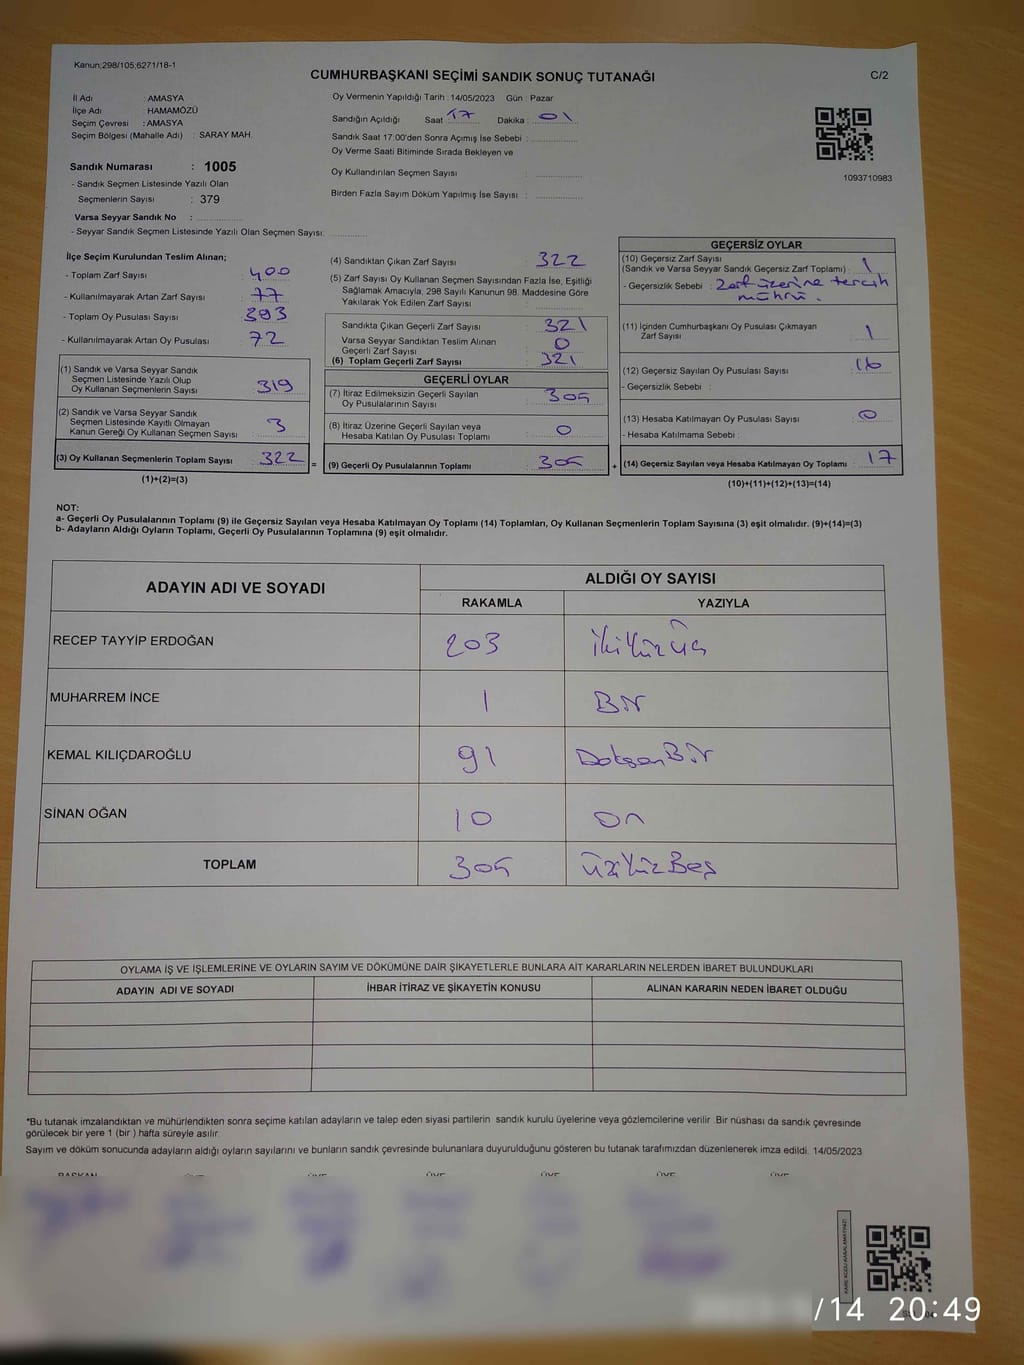 Kanun;298/105;6271/18-1
CUMHURBAŞKANI SEÇİMİ SANDIK SONUÇ TUTANAĞI
C/2
İl Adı : AMASYA
İlçe Adı : HAMAMÖZÜ
Seçim Çevresi : AMASYA
Seçim Bölgesi (Mahalle Adı) : SARAY MAH.
Sandık Numarası : 1005
- Sandık Seçmen Listesinde Yazılı Olan
Seçmenlerin Sayısı : 379
Varsa Seyyar Sandık No :
- Seyyar Sandık Seçmen Listesinde Yazılı Olan Seçmen Sayısı:
Oy Vermenin Yapıldığı Tarih : 14/05/2023 Gün : Pazar
Sandığın Açıldığı Saat 17 Dakika : 01
Sandık Saat 17:00'den Sonra Açılmış İse Sebebi :
Oy Verme Saati Bitiminde Sırada Bekleyen ve
Oy Kullandırılan Seçmen Sayısı :
Birden Fazla Sayım Döküm Yapılmış İse Sayısı :
1093710983
İlçe Seçim Kurulundan Teslim Alınan;
- Toplam Zarf Sayısı : 400
- Kullanılmayarak Artan Zarf Sayısı : 77
- Toplam Oy Pusulası Sayısı : 393
- Kullanılmayarak Artan Oy Pusulası : 72
(1) Sandık ve Varsa Seyyar Sandık
Seçmen Listesinde Yazılı Olup
Oy Kullanan Seçmenlerin Sayısı : 319
(2) Sandık ve Varsa Seyyar Sandık
Seçmen Listesinde Kayıtlı Olmayan
Kanun Gereği Oy Kullanan Seçmen Sayısı : 3
(3) Oy Kullanan Seçmenlerin Toplam Sayısı : 322
(1)+(2)=(3)
(4) Sandıktan Çıkan Zarf Sayısı : 322
(5) Zarf Sayısı Oy Kullanan Seçmen Sayısından Fazla İse, Eşitliği
Sağlamak Amacıyla, 298 Sayılı Kanunun 98. Maddesine Göre
Yakılarak Yok Edilen Zarf Sayısı :
Sandıkta Çıkan Geçerli Zarf Sayısı : 321
Varsa Seyyar Sandıktan Teslim Alınan
Geçerli Zarf Sayısı : 0
(6) Toplam Geçerli Zarf Sayısı : 321
GEÇERLİ OYLAR
(7) İtiraz Edilmeksizin Geçerli Sayılan
Oy Pusulalarının Sayısı : 305
(8) İtiraz Üzerine Geçerli Sayılan veya
Hesaba Katılan Oy Pusulası Toplamı : 0
= (9) Geçerli Oy Pusulalarının Toplamı : 305
GEÇERSİZ OYLAR
(10) Geçersiz Zarf Sayısı
(Sandık ve Varsa Seyyar Sandık Geçersiz Zarf Toplamı) : 1
- Geçersizlik Sebebi : Zarf üzerine tercih
mührü.
(11) İçinden Cumhurbaşkanı Oy Pusulası Çıkmayan
Zarf Sayısı : 1
(12) Geçersiz Sayılan Oy Pusulası Sayısı : 16
- Geçersizlik Sebebi :
(13) Hesaba Katılmayan Oy Pusulası Sayısı : 0
- Hesaba Katılmama Sebebi :
+ (14) Geçersiz Sayılan veya Hesaba Katılmayan Oy Toplamı : 17
(10)+(11)+(12)+(13)=(14)
NOT:
a- Geçerli Oy Pusulalarının Toplamı (9) ile Geçersiz Sayılan veya Hesaba Katılmayan Oy Toplamı (14) Toplamları, Oy Kullanan Seçmenlerin Toplam Sayısına (3) eşit olmalıdır. (9)+(14)=(3)
b- Adayların Aldığı Oyların Toplamı, Geçerli Oy Pusulalarının Toplamına (9) eşit olmalıdır.
ADAYIN ADI VE SOYADI
ALDIĞI OY SAYISI
RAKAMLA YAZIYLA
RECEP TAYYİP ERDOĞAN 203 İkiYüzÜç
MUHARREM İNCE 1 Bir
KEMAL KILIÇDAROĞLU 91 DoksanBir
SİNAN OĞAN 10 On
TOPLAM 305 ÜçYüzBeş
OYLAMA İŞ VE İŞLEMLERİNE VE OYLARIN SAYIM VE DÖKÜMÜNE DAİR ŞİKAYETLERLE BUNLARA AİT KARARLARIN NELERDEN İBARET BULUNDUKLARI
ADAYIN ADI VE SOYADI İHBAR İTİRAZ VE ŞİKAYETİN KONUSU ALINAN KARARIN NEDEN İBARET OLDUĞU
*Bu tutanak imzalandıktan ve mühürlendikten sonra seçime katılan adayların ve talep eden siyasi partilerin sandık kurulu üyelerine veya gözlemcilerine verilir .Bir nüshası da sandık çevresinde
görülecek bir yere 1 (bir ) hafta süreyle asılır.
Sayım ve döküm sonucunda adayların aldığı oyların sayılarını ve bunların sandık çevresinde bulunanlara duyurulduğunu gösteren bu tutanak tarafımızdan düzenlenerek imza edildi. 14/05/2023
BAŞKAN ÜYE ÜYE ÜYE ÜYE ÜYE ÜYE
/14 20:49